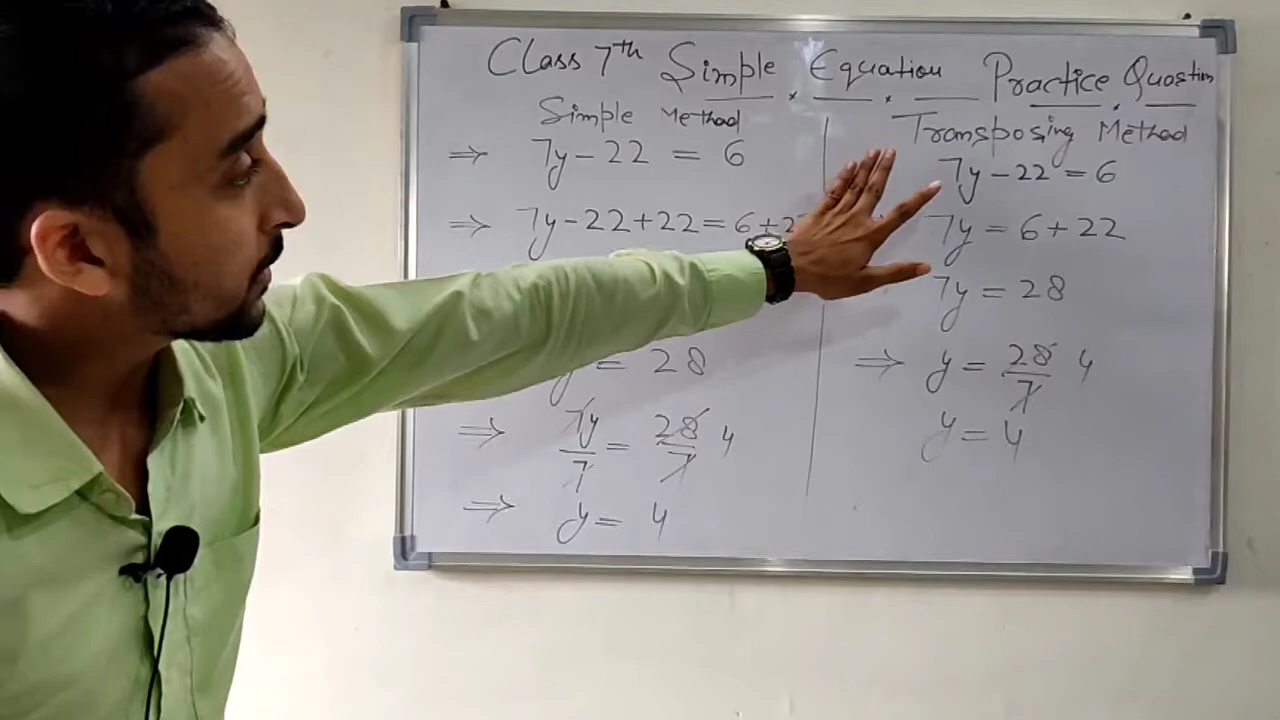 Class 7th Simple Equation Practice Quastim
Simple Method
⇒ 7y - 22 = 6
⇒ 7y - 22 + 22 = 6 + 2
y = 28
⇒ 7y/7 = 28/7 4
⇒ y = 4
Transposing Method
7y - 22 = 6
7y = 6 + 22
7y = 28
⇒ y = 28/7 4
y = 4